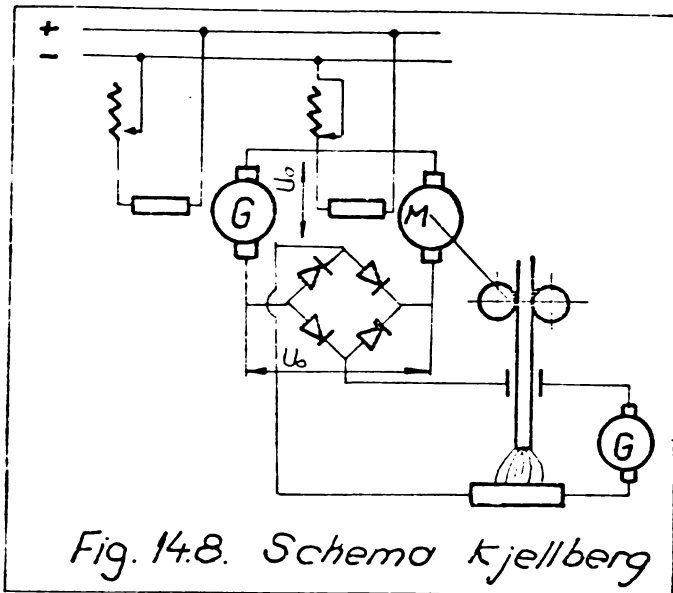 +
−
U₀
G
M
U₀
G
Fig. 14.8. Schema Kjellberg